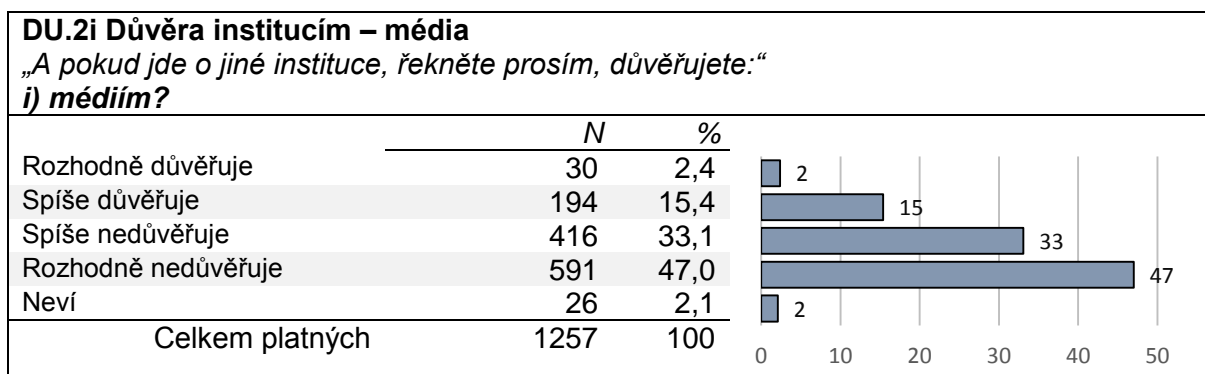 DU.2i Důvěra institucím – média
„A pokud jde o jiné instituce, řekněte prosím, důvěřujete:“
i) médiím?
N %
Rozhodně důvěřuje 30 2,4
Spíše důvěřuje 194 15,4
Spíše nedůvěřuje 416 33,1
Rozhodně nedůvěřuje 591 47,0
Neví 26 2,1
Celkem platných 1257 100
2
15
33
47
2
0 10 20 30 40 50